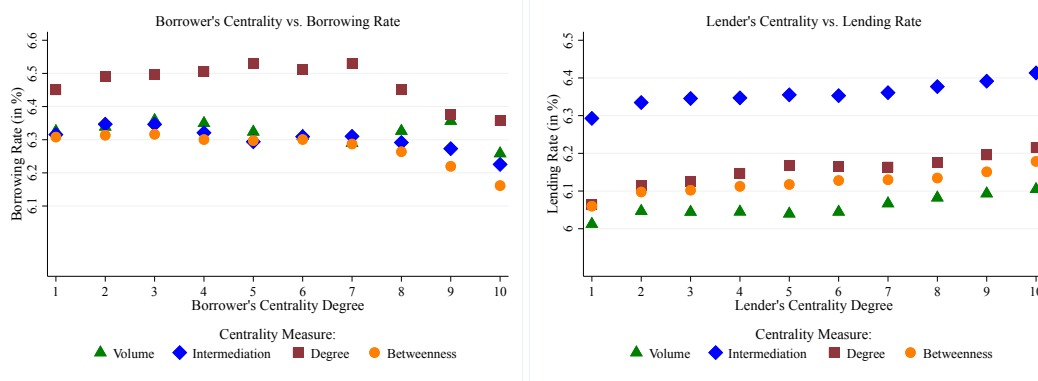 Borrower's Centrality vs. Borrowing Rate
6.6
6.5
6.4
6.3
6.2
6.1
Borrowing Rate (in %)
1 2 3 4 5 6 7 8 9 10
Borrower's Centrality Degree
Centrality Measure:
Volume Intermediation Degree Betweenness
Lender's Centrality vs. Lending Rate
6.5
6.4
6.3
6.2
6.1
6
Lending Rate (in %)
1 2 3 4 5 6 7 8 9 10
Lender's Centrality Degree
Centrality Measure:
Volume Intermediation Degree Betweenness